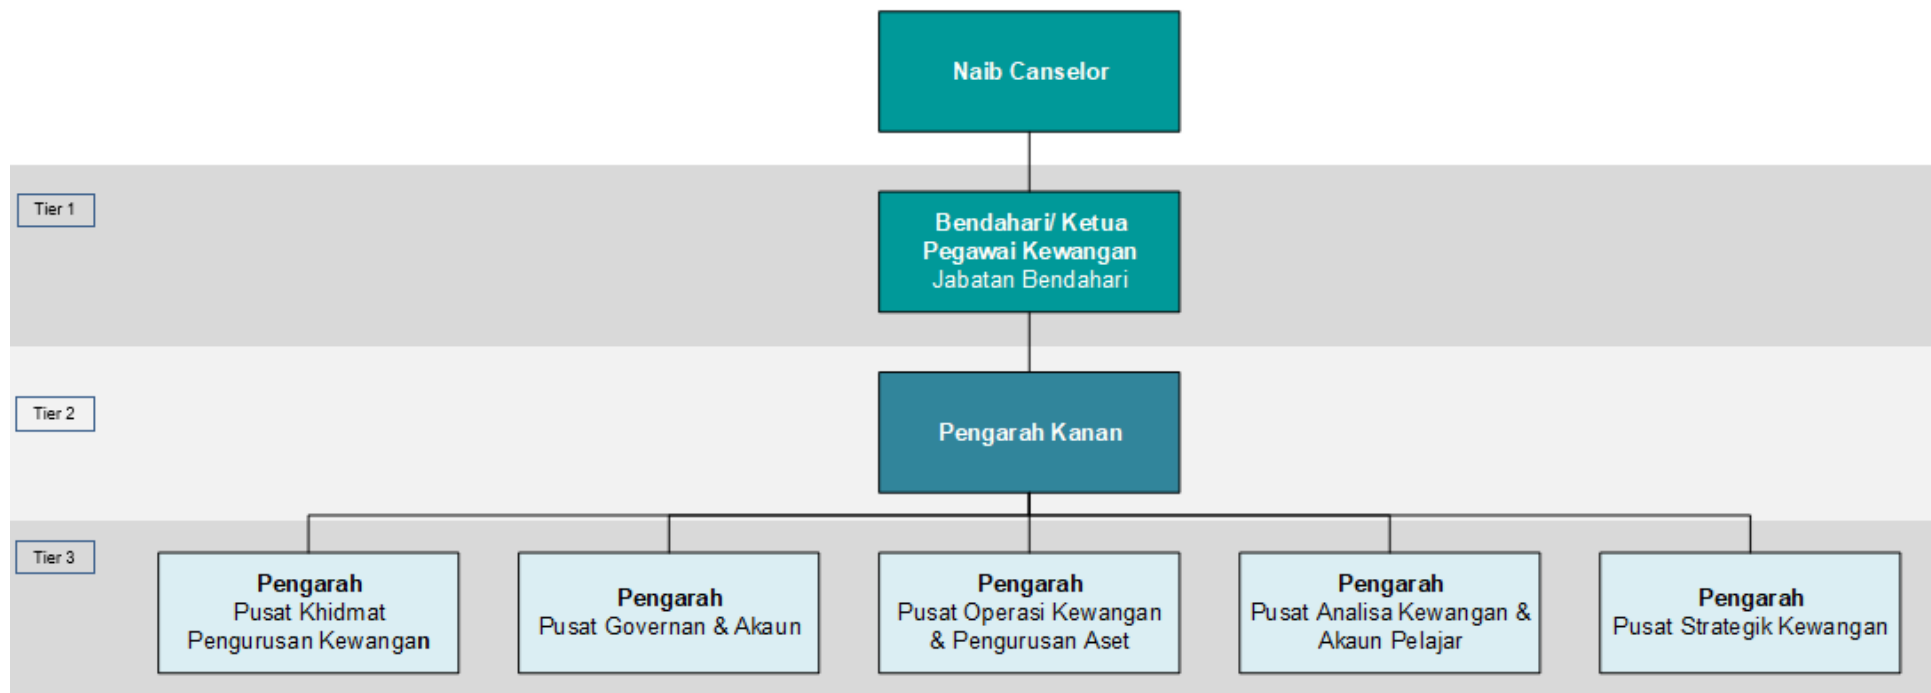 Naib Canselor
Tier 1
Bendahari/ Ketua
Pegawai Kewangan
Jabatan Bendahari
Tier 2
Pengarah Kanan
Tier 3
Pengarah
Pusat Khidmat
Pengurusan Kewangan
Pengarah
Pusat Governan & Akaun
Pengarah
Pusat Operasi Kewangan
& Pengurusan Aset
Pengarah
Pusat Analisa Kewangan &
Akaun Pelajar
Pengarah
Pusat Strategik Kewangan